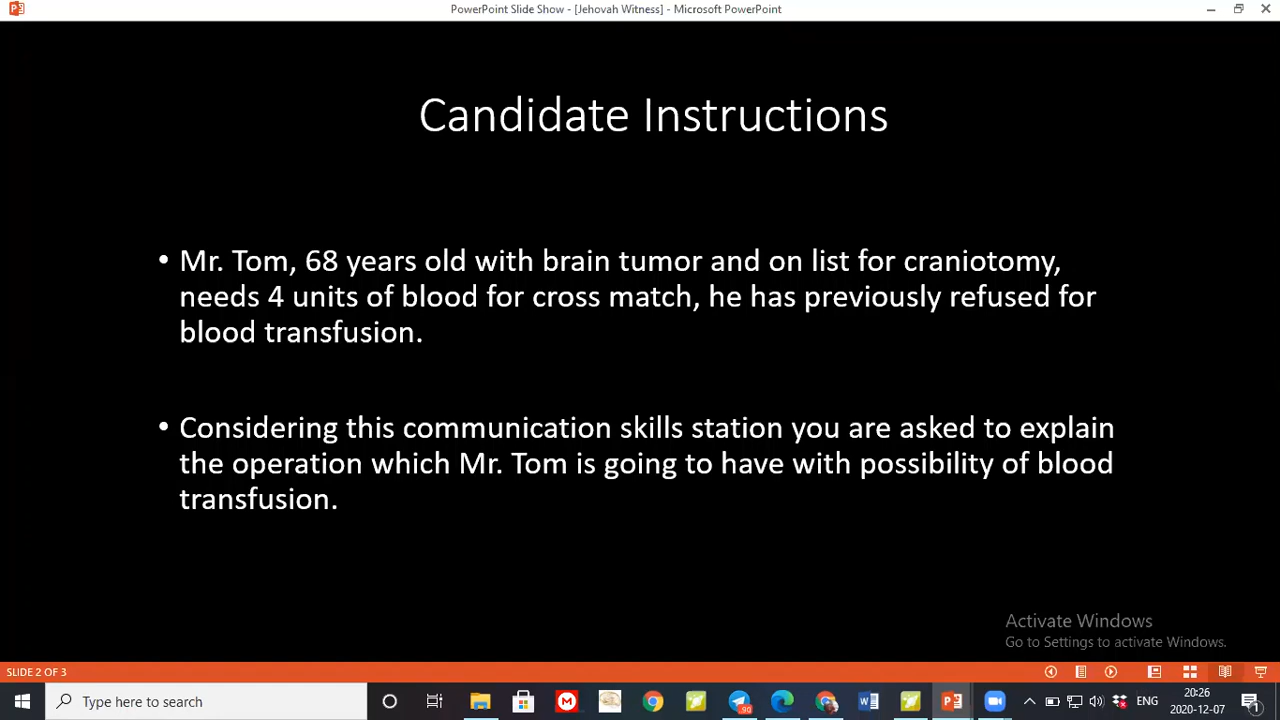 PowerPoint Slide Show - [Jehovah Witness] - Microsoft PowerPoint
Candidate Instructions
• Mr. Tom, 68 years old with brain tumor and on list for craniotomy,
needs 4 units of blood for cross match, he has previously refused for
blood transfusion.
• Considering this communication skills station you are asked to explain
the operation which Mr. Tom is going to have with possibility of blood
transfusion.
Activate Windows
Go to Settings to activate Windows.
SLIDE 2 OF 3
Type here to search
90
ENG
20:26
2020-12-07
1